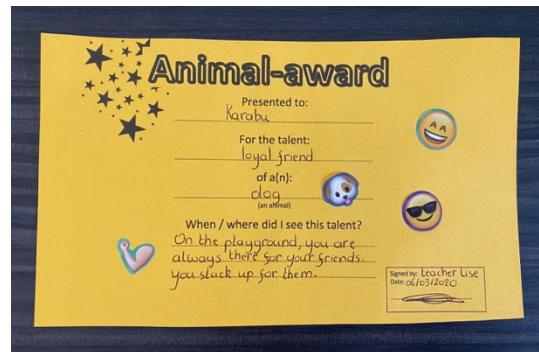 Animal-award
Presented to:
Karabu
For the talent:
loyal friend
of a(n):
dog
(an animal)
When / where did I see this talent?
On the playground, you are
always there for your friends.
you stuck up for them.
Signed by: teacher Lise
Date: 06/03/2020